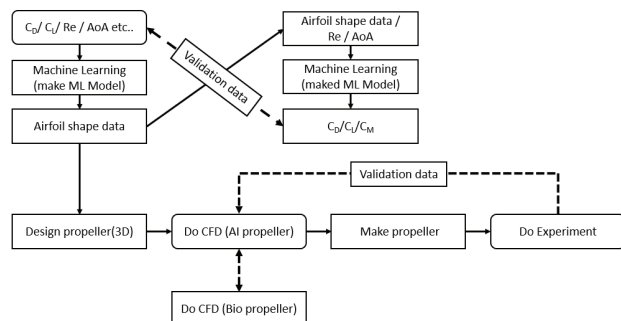 C_D/ C_L/ Re / AoA etc..
Machine Learning
(make ML Model)
Airfoil shape data
Validation data
Airfoil shape data /
Re / AoA
Machine Learning
(maked ML Model)
C_D/C_L/C_M
Validation data
Design propeller(3D)
Do CFD (AI propeller)
Make propeller
Do Experiment
Do CFD (Bio propeller)